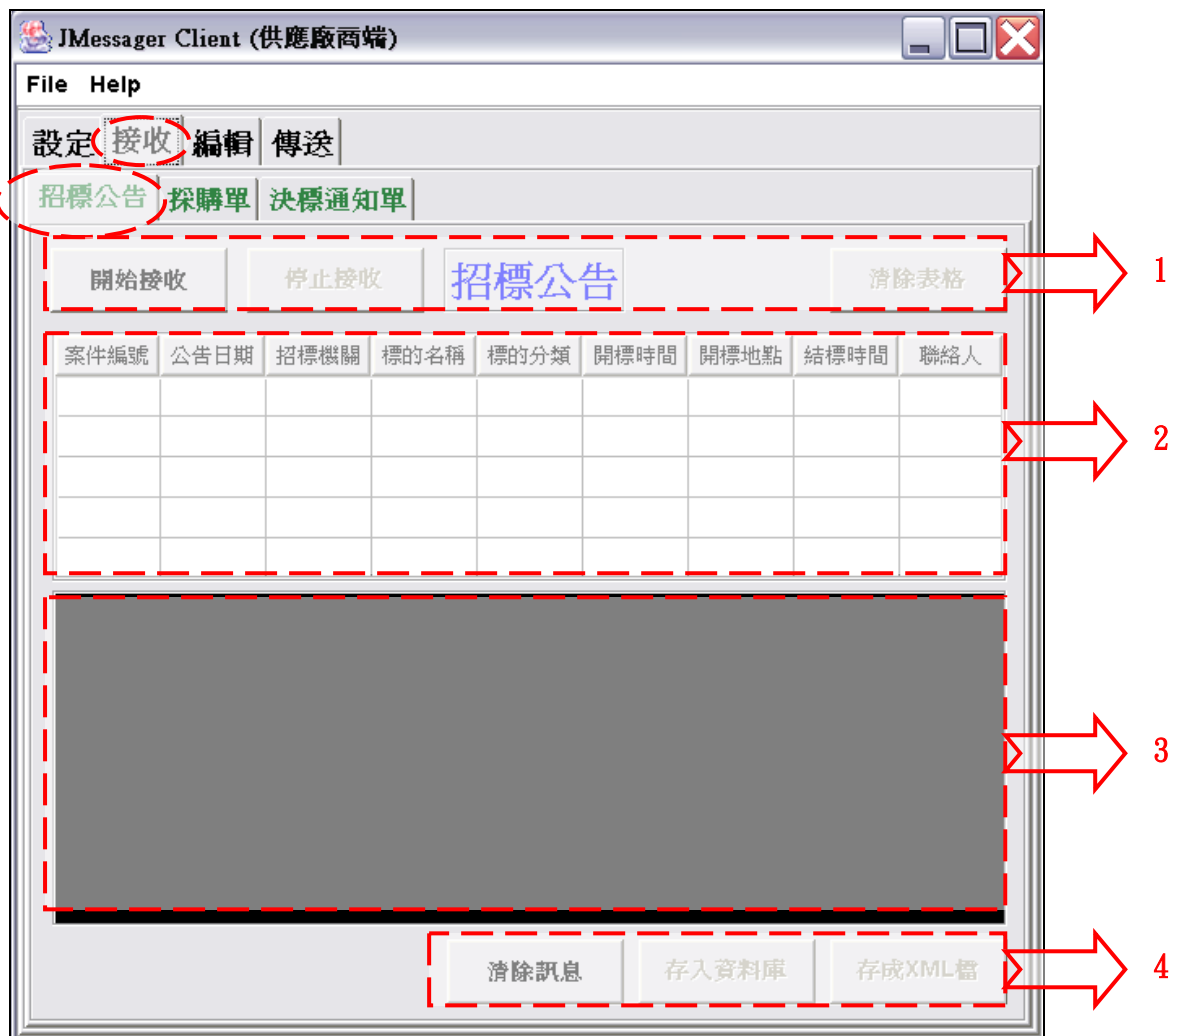 JMessager Client (供應廠商端)
File Help
設定 接收 編輯 傳送
招標公告 採購單 決標通知單
開始接收 停止接收 招標公告 清除表格 1
案件編號 公告日期 招標機關 標的名稱 標的分類 開標時間 開標地點 結標時間 聯絡人
2
3
清除訊息 存入資料庫 存成XML檔 4